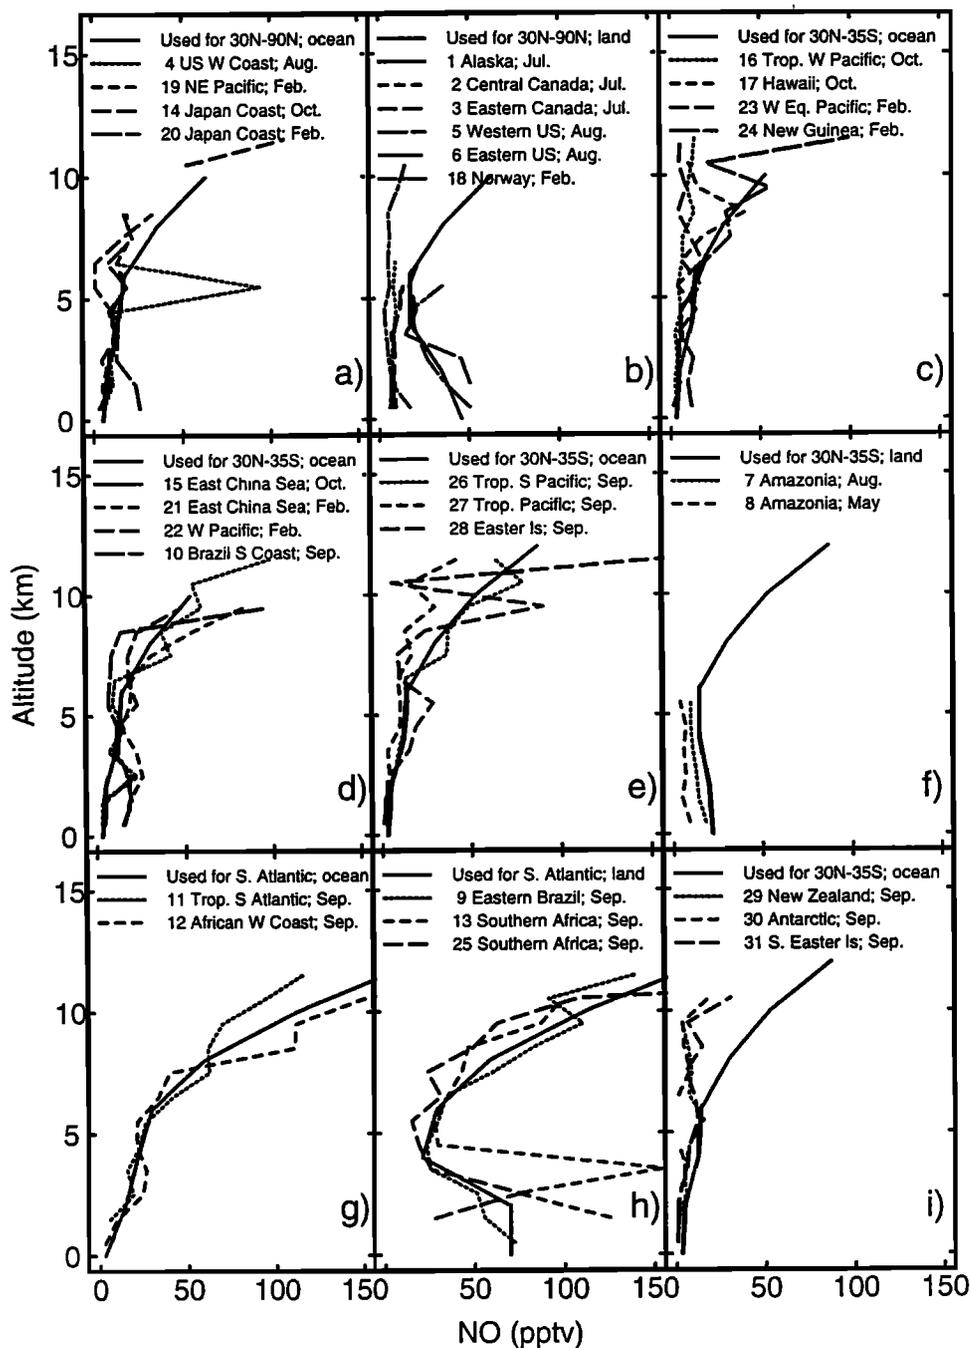 15
Used for 30N-90N; ocean
4 US W Coast; Aug.
19 NE Pacific; Feb.
14 Japan Coast; Oct.
20 Japan Coast; Feb.
10
5
0
a)
Used for 30N-90N; land
1 Alaska; Jul.
2 Central Canada; Jul.
3 Eastern Canada; Jul.
5 Western US; Aug.
6 Eastern US; Aug.
18 Norway; Feb.
b)
Used for 30N-35S; ocean
16 Trop. W Pacific; Oct.
17 Hawaii; Oct.
23 W Eq. Pacific; Feb.
24 New Guinea; Feb.
c)
Altitude (km)
15
Used for 30N-35S; ocean
15 East China Sea; Oct.
21 East China Sea; Feb.
22 W Pacific; Feb.
10 Brazil S Coast; Sep.
10
5
0
d)
Used for 30N-35S; ocean
26 Trop. S Pacific; Sep.
27 Trop. Pacific; Sep.
28 Easter Is; Sep.
e)
Used for 30N-35S; land
7 Amazonia; Aug.
8 Amazonia; May
f)
15
Used for S. Atlantic; ocean
11 Trop. S Atlantic; Sep.
12 African W Coast; Sep.
10
5
0
g)
Used for S. Atlantic; land
9 Eastern Brazil; Sep.
13 Southern Africa; Sep.
25 Southern Africa; Sep.
h)
Used for 30N-35S; ocean
29 New Zealand; Sep.
30 Antarctic; Sep.
31 S. Easter Is; Sep.
i)
0 50 100 150 50 100 150 0 50 100 150
NO (pptv)